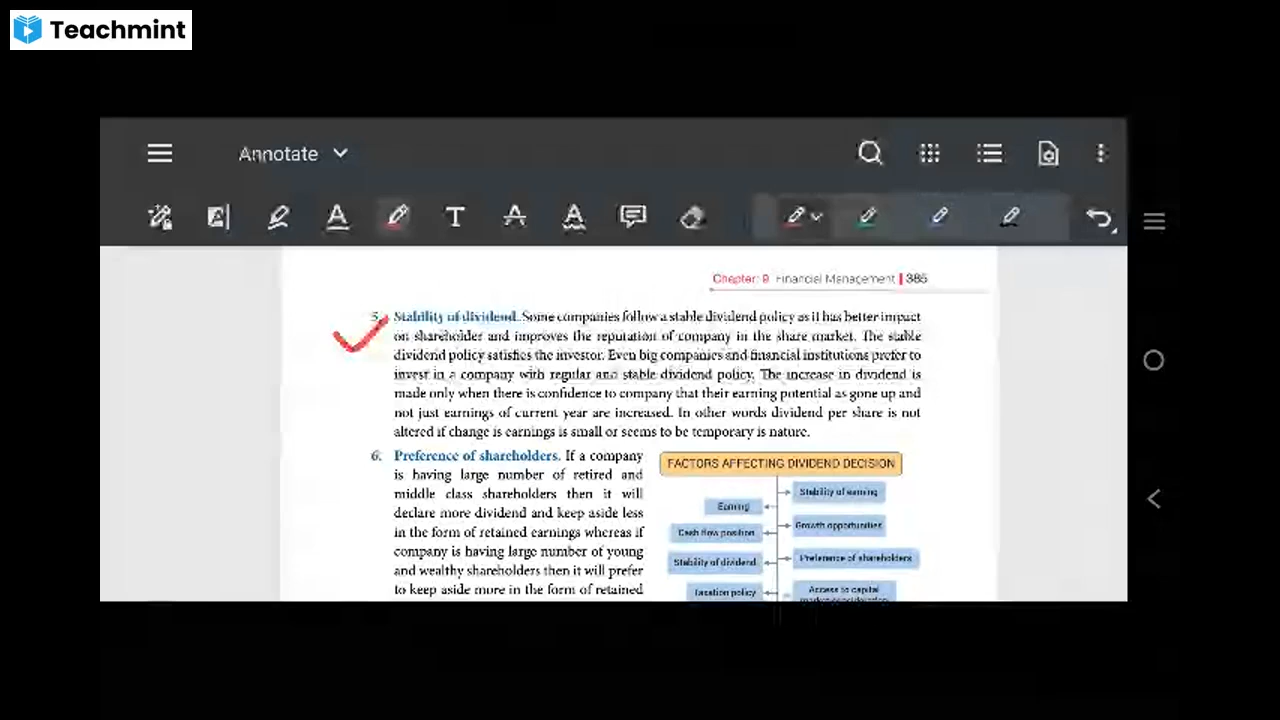 Teachmint
Annotate
Chapter: 9 Financial Management 385
5. Stability of dividend. Some companies follow a stable dividend policy as it has better impact
on shareholder and improves the reputation of company in the share market. The stable
dividend policy satisfies the investor. Even big companies and financial institutions prefer to
invest in a company with regular and stable dividend policy. The increase in dividend is
made only when there is confidence to company that their earning potential as gone up and
not just earnings of current year are increased. In other words dividend per share is not
altered if change is earnings is small or seems to be temporary is nature.
6. Preference of shareholders. If a company
is having large number of retired and
middle class shareholders then it will
declare more dividend and keep aside less
in the form of retained earnings whereas if
company is having large number of young
and wealthy shareholders then it will prefer
to keep aside more in the form of retained
FACTORS AFFECTING DIVIDEND DECISION
Stability of earning
Earning
Growth opportunities
Cash flow position
Preference of shareholders
Stability of dividend
Access to capital
Taxation policy